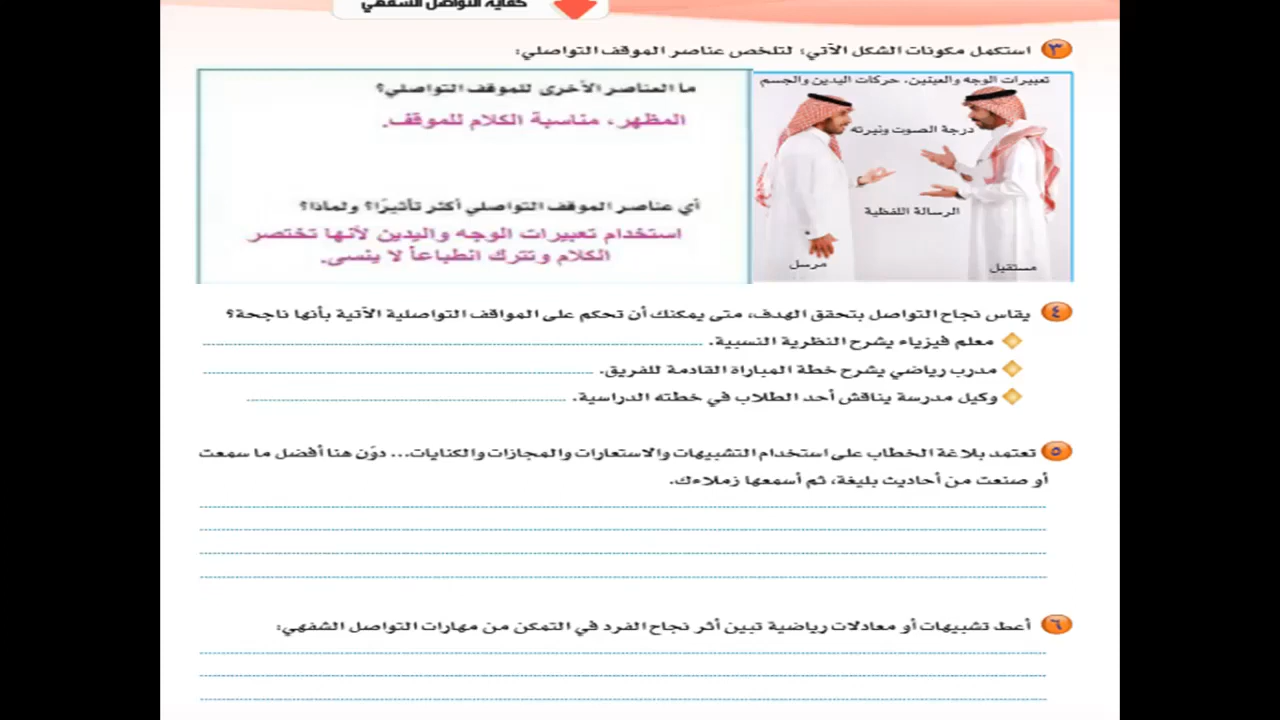 كفاية التواصل الشفهي
٣ استكمل مكونات الشكل الآتي؛ لتلخص عناصر الموقف التواصلي:
تعبيرات الوجه والعينين، حركات اليدين والجسم
درجة الصوت ونبرته
الرسالة اللفظية
مستقبل
مرسل
ما العناصر الأخرى للموقف التواصلي؟
المظهر، مناسبة الكلام للموقف.
أي عناصر الموقف التواصلي أكثر تأثيرًا؟ ولماذا؟
استخدام تعبيرات الوجه واليدين لأنها تختصر
الكلام وتترك انطباعاً لا ينسى.
٤ يقاس نجاح التواصل بتحقق الهدف، متى يمكنك أن تحكم على المواقف التواصلية الآتية بأنها ناجحة؟
معلم فيزياء يشرح النظرية النسبية.
مدرب رياضي يشرح خطة المباراة القادمة للفريق.
وكيل مدرسة يناقش أحد الطلاب في خطته الدراسية.
٥ تعتمد بلاغة الخطاب على استخدام التشبيهات والاستعارات والمجازات والكنايات... دوّن هنا أفضل ما سمعت
أو صنعت من أحاديث بليغة، ثم أسمعها زملاءك.
٦ أعط تشبيهات أو معادلات رياضية تبين أثر نجاح الفرد في التمكن من مهارات التواصل الشفهي: